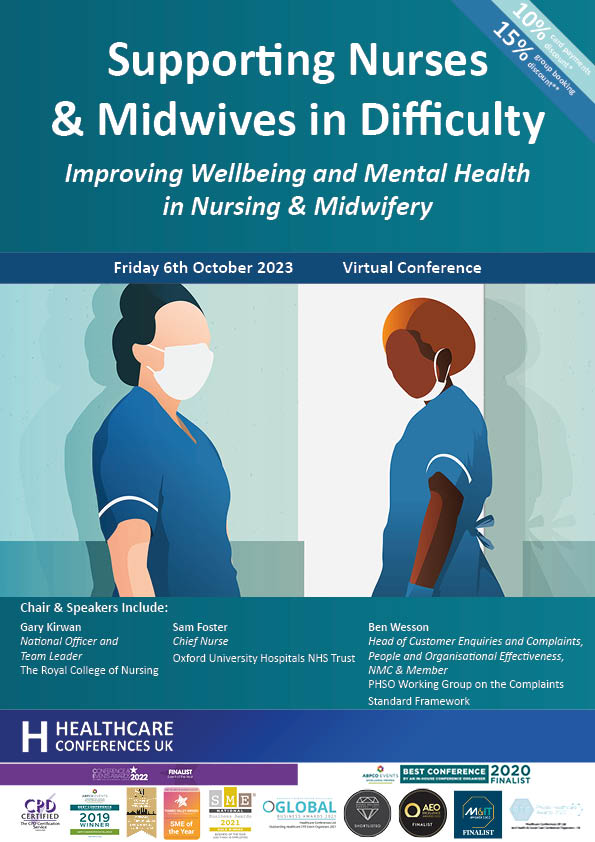 10% card payments
discount*
15% group booking
discount**
Supporting Nurses
& Midwives in Difficulty
Improving Wellbeing and Mental Health
in Nursing & Midwifery
Friday 6th October 2023 Virtual Conference
Chair & Speakers Include:
Gary Kirwan
National Officer and
Team Leader
The Royal College of Nursing
Sam Foster
Chief Nurse
Oxford University Hospitals NHS Trust
Ben Wesson
Head of Customer Enquiries and Complaints,
People and Organisational Effectiveness,
NMC & Member
PHSO Working Group on the Complaints
Standard Framework
H HEALTHCARE
CONFERENCES UK
2022
FINALIST
ABPCO EVENTS
BEST CONFERENCE
BY AN IN-HOUSE CONFERENCE ORGANISER
2020
FINALIST
CPD
CERTIFIED
The CPD Certification
Service
BEST CONFERENCE
2019
WINNER
SME of
the Year
SME
NATIONAL
Business Awards
2021
GLOBAL
BUSINESS AWARDS 2021
SHORTLISTED
AEO
FINALIST
M&IT
FINALIST